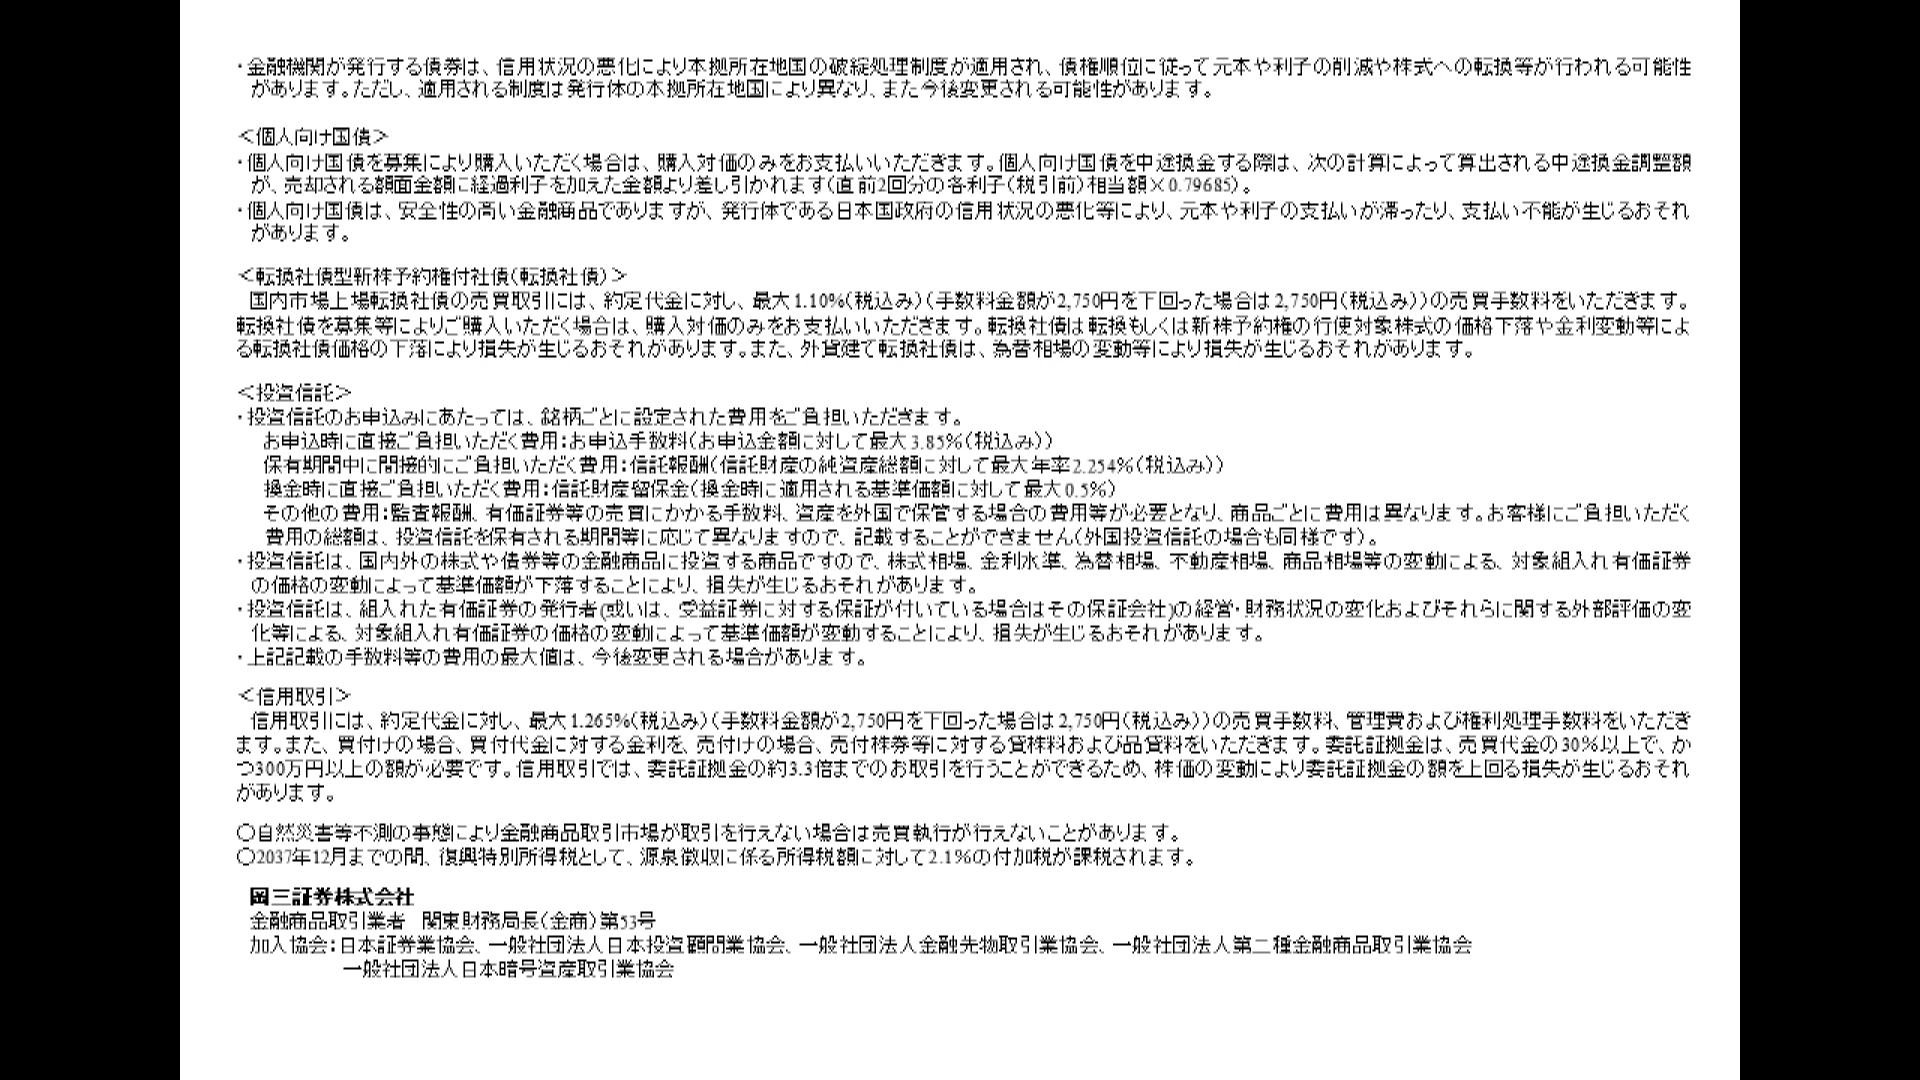 ・金融機関が発行する債券は、信用状況の悪化により本拠所在地国の破綻処理制度が適用され、債権順位に従って元本や利子の削減や株式への転換等が行われる可能性
があります。ただし、適用される制度は発行体の本拠所在地国により異なり、また今後変更される可能性があります。
＜個人向け国債＞
・個人向け国債を募集により購入いただく場合は、購入対価のみをお支払いいただきます。個人向け国債を中途換金する際は、次の計算によって算出される中途換金調整額
が、売却される額面金額に経過利子を加えた金額より差し引かれます（直前2回分の各利子（税引前）相当額×0.79685）。
・個人向け国債は、安全性の高い金融商品でありますが、発行体である日本国政府の信用状況の悪化等により、元本や利子の支払いが滞ったり、支払い不能が生じるおそれ
があります。
＜転換社債型新株予約権付社債（転換社債）＞
国内市場上場転換社債の売買取引には、約定代金に対し、最大1.10%（税込み）（手数料金額が2,750円を下回った場合は2,750円（税込み））の売買手数料をいただきます。
転換社債を募集等によりご購入いただく場合は、購入対価のみをお支払いいただきます。転換社債は転換もしくは新株予約権の行使対象株式の価格下落や金利変動等によ
る転換社債価格の下落により損失が生じるおそれがあります。また、外貨建て転換社債は、為替相場の変動等により損失が生じるおそれがあります。
＜投資信託＞
・投資信託のお申込みにあたっては、銘柄ごとに設定された費用をご負担いただきます。
お申込時に直接ご負担いただく費用：お申込手数料（お申込金額に対して最大3.85%（税込み））
保有期間中に間接的にご負担いただく費用：信託報酬（信託財産の純資産総額に対して最大年率2.254%（税込み））
換金時に直接ご負担いただく費用：信託財産留保金（換金時に適用される基準価額に対して最大0.5%）
その他の費用：監査報酬、有価証券等の売買にかかる手数料、資産を外国で保管する場合の費用等が必要となり、商品ごとに費用は異なります。お客様にご負担いただく
費用の総額は、投資信託を保有される期間等に応じて異なりますので、記載することができません（外国投資信託の場合も同様です）。
・投資信託は、国内外の株式や債券等の金融商品に投資する商品ですので、株式相場、金利水準、為替相場、不動産相場、商品相場等の変動による、対象組入れ有価証券
の価格の変動によって基準価額が下落することにより、損失が生じるおそれがあります。
・投資信託は、組入れた有価証券の発行者(或いは、受益証券に対する保証が付いている場合はその保証会社)の経営・財務状況の変化およびそれらに関する外部評価の変
化等による、対象組入れ有価証券の価格の変動によって基準価額が変動することにより、損失が生じるおそれがあります。
・上記記載の手数料等の費用の最大値は、今後変更される場合があります。
＜信用取引＞
信用取引には、約定代金に対し、最大1.265%（税込み）（手数料金額が2,750円を下回った場合は2,750円（税込み））の売買手数料、管理費および権利処理手数料をいただき
ます。また、買付けの場合、買付代金に対する金利を、売付けの場合、売付株券等に対する貸株料および品貸料をいただきます。委託証拠金は、売買代金の30%以上で、か
つ300万円以上の額が必要です。信用取引では、委託証拠金の約3.3倍までのお取引を行うことができるため、株価の変動により委託証拠金の額を上回る損失が生じるおそれ
があります。
○自然災害等不測の事態により金融商品取引市場が取引を行えない場合は売買執行が行えないことがあります。
○2037年12月までの間、復興特別所得税として、源泉徴収に係る所得税額に対して2.1%の付加税が課税されます。
岡三証券株式会社
金融商品取引業者　関東財務局長（金商）第53号
加入協会：日本証券業協会、一般社団法人日本投資顧問業協会、一般社団法人金融先物取引業協会、一般社団法人第二種金融商品取引業協会
一般社団法人日本暗号資産取引業協会